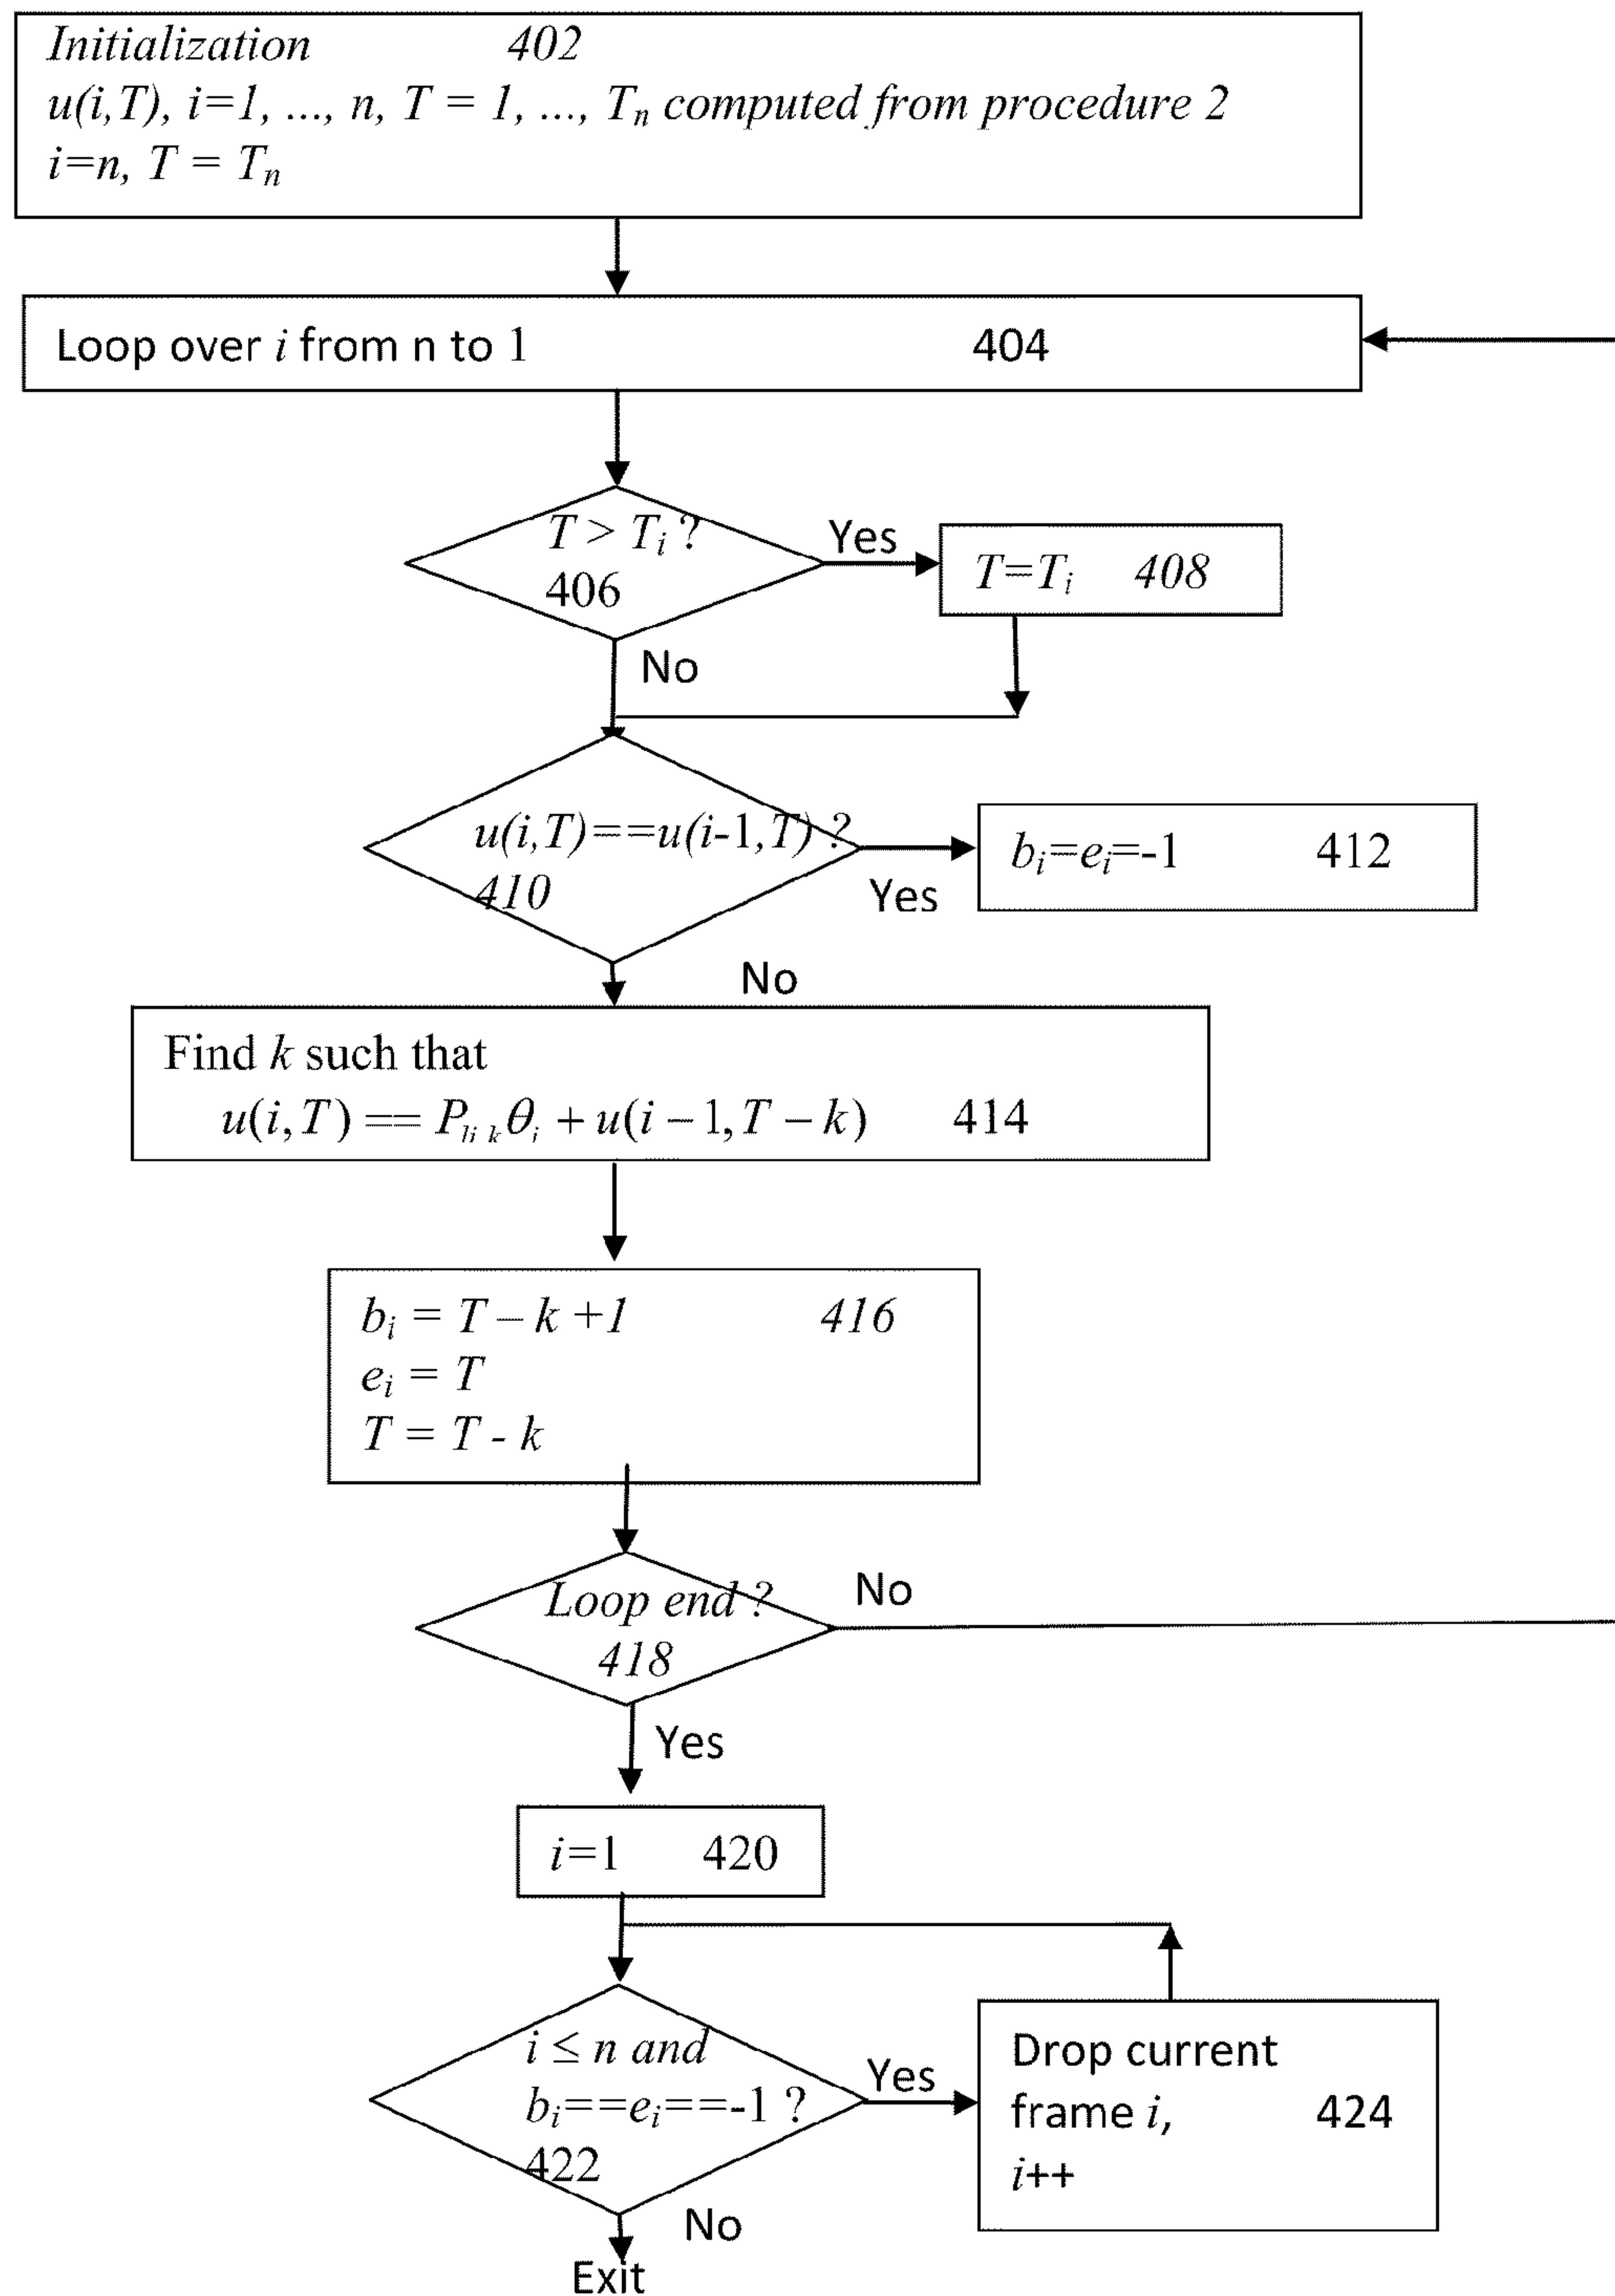 Initialization 402
u(i,T), i=1, ..., n, T = 1, ..., Tₙ computed from procedure 2
i=n, T = Tₙ
Loop over i from n to 1 404
T > Tᵢ ?
406
Yes
T=Tᵢ 408
No
u(i,T)==u(i-1,T) ?
410
Yes
bᵢ=eᵢ=-1 412
No
Find k such that
u(i,T) == P_{li k}θᵢ + u(i − 1, T − k) 414
bᵢ = T – k +1 416
eᵢ = T
T = T - k
Loop end ?
418
No
Yes
i=1 420
i ≤ n and
bᵢ==eᵢ==-1 ?
422
Yes
Drop current
frame i, 424
i++
No
Exit